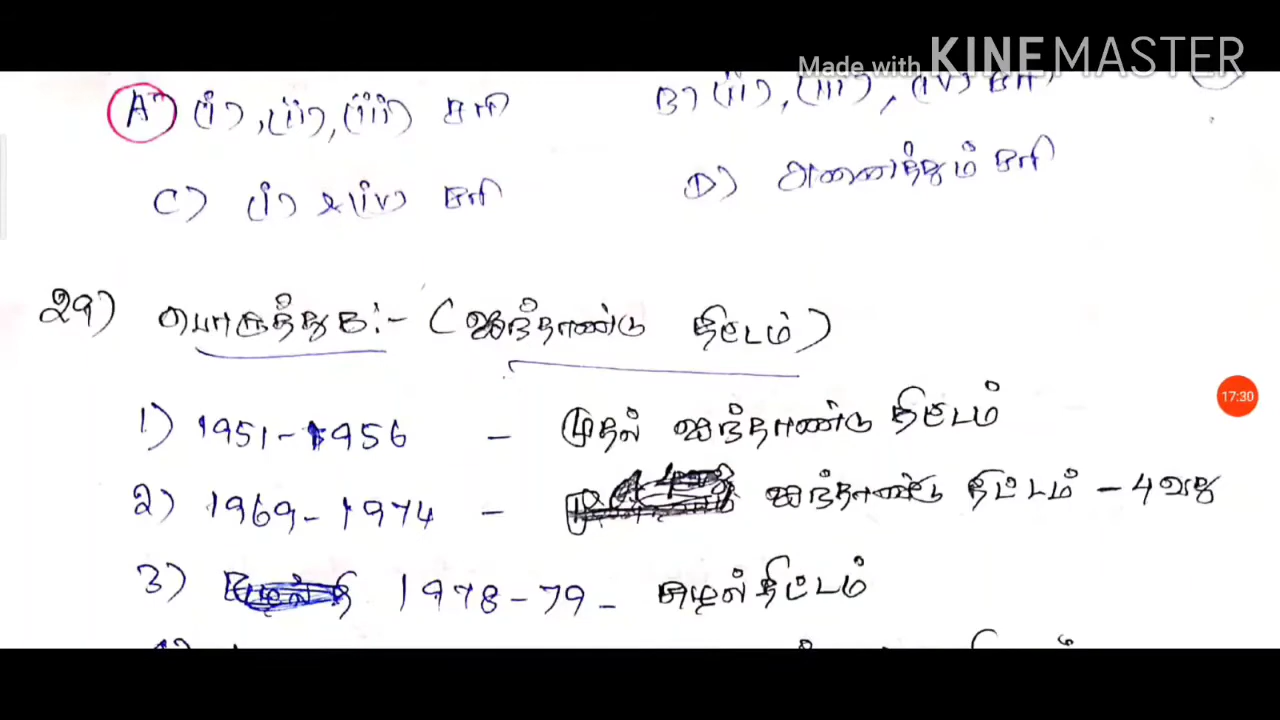 Made with KINEMASTER
A) (i), (ii), (iii) சரி B) (ii), (iii), (iv) சரி
C) (i) & (iv) சரி D) அனைத்தும் சரி
29) பொருத்துக:- (ஐந்தாண்டு திட்டம்)
17:30
1) 1951-1956 - முதல் ஐந்தாண்டு திட்டம்
2) 1969-1974 - ஐந்தாண்டு திட்டம் - 4வது
3) 1978-79 - சுழல்திட்டம்